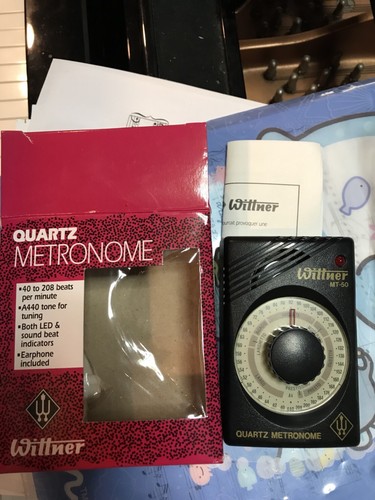 QUARTZ
METRONOME
•40 to 208 beats
per minute
•A440 tone for
tuning
•Both LED &
sound beat
indicators
•Earphone
included
Wittner
Wittner
Wittner
MT-50
QUARTZ METRONOME